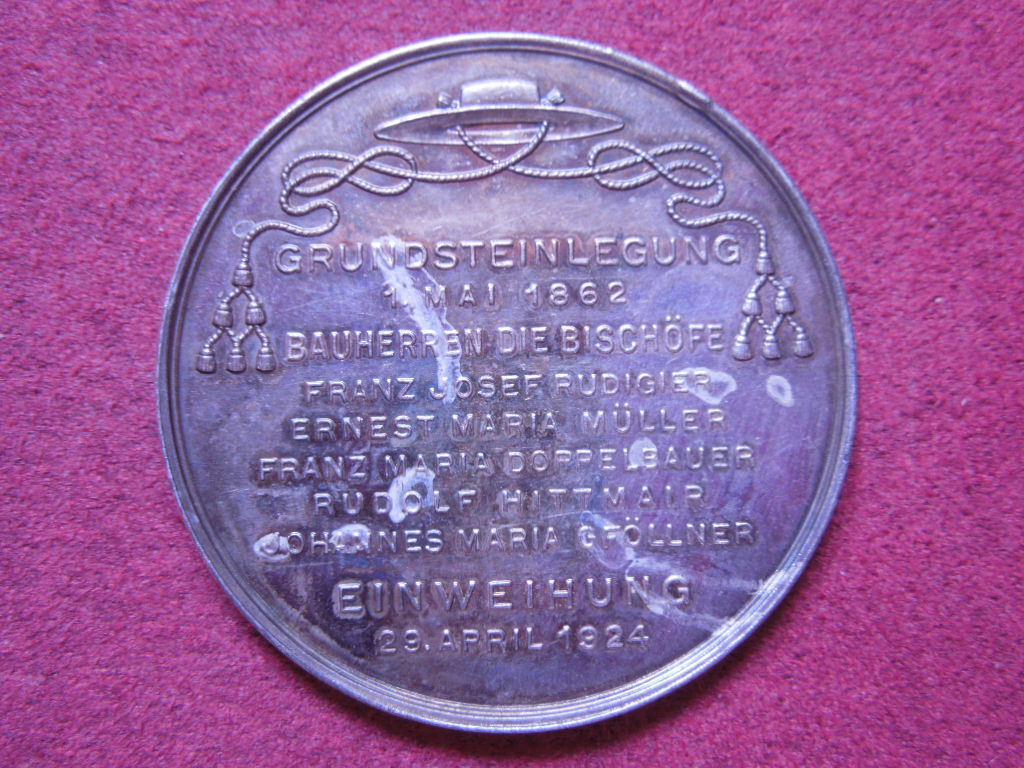 GRUNDSTEINLEGUNG
1. MAI 1862
BAUHERREN DIE BISCHÖFE
FRANZ JOSEF RUDIGIER
ERNEST MARIA MÜLLER
FRANZ MARIA DOPPELBAUER
RUDOLF HITTMAIR
JOHANNES MARIA GFÖLLNER
EINWEIHUNG
29. APRIL 1924